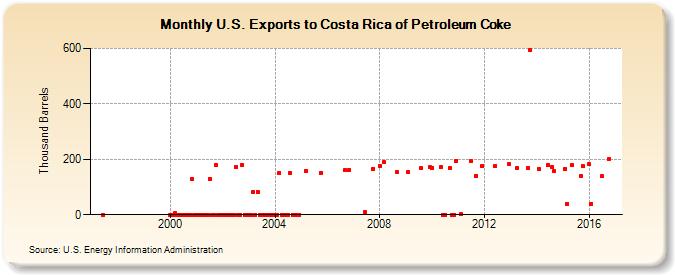 Monthly U.S. Exports to Costa Rica of Petroleum Coke
Thousand Barrels
600
400
200
0
2000 2004 2008 2012 2016
Source: U.S. Energy Information Administration